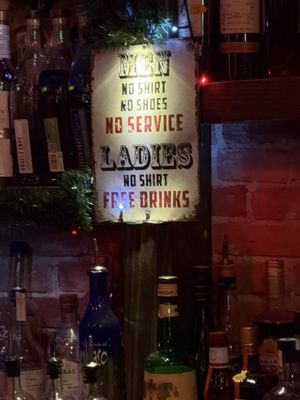 MEN
NO SHIRT
NO SHOES
NO SERVICE
LADIES
NO SHIRT
FREE DRINKS